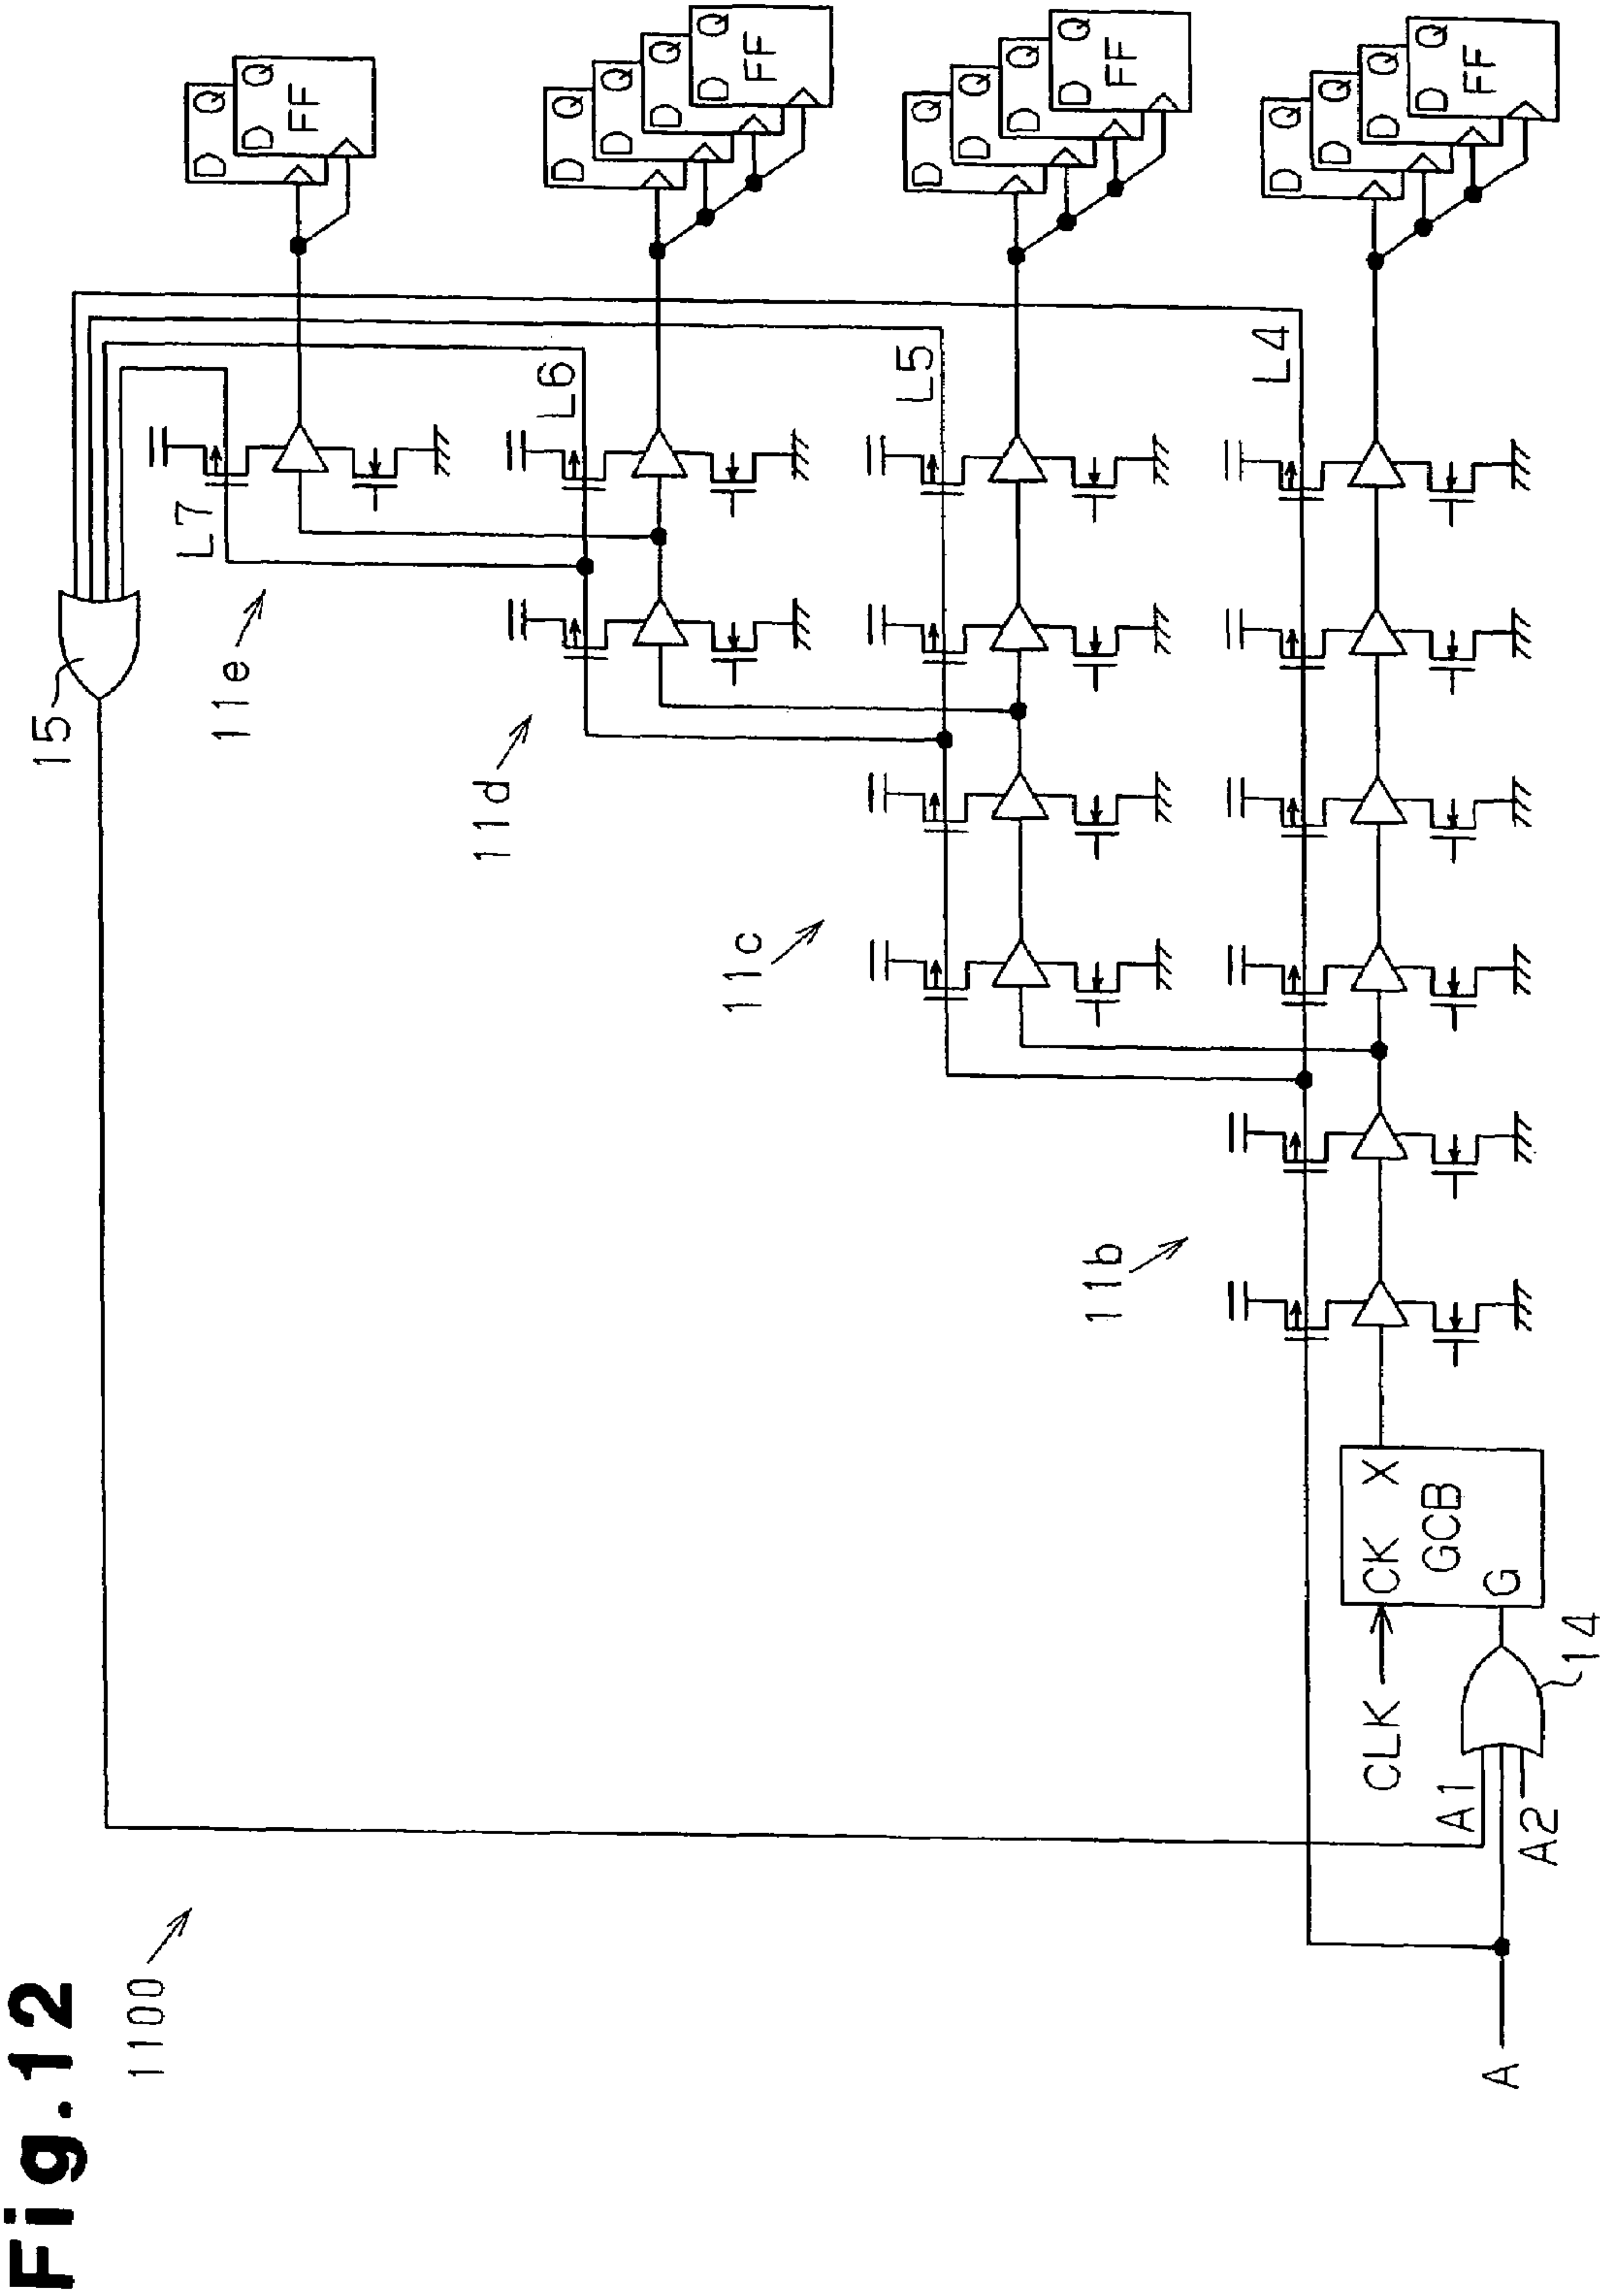 Fig.12
1100
15
11e
L7
D Q
D Q
FF
11d
L6
D Q
D Q
D Q
D Q
FF
11c
L5
D Q
D Q
D Q
D Q
FF
11b
L4
D Q
D Q
D Q
D Q
FF
CLK
CK X
GCB
G
A1
A
A2
14